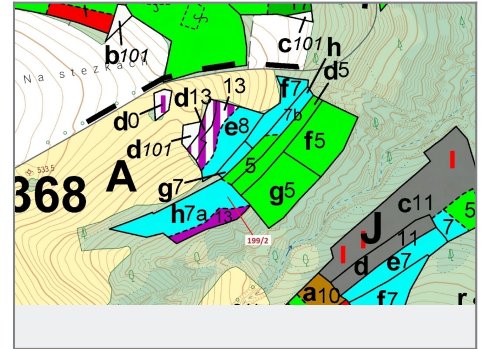 b101
c101
h
Na stezkách
d5
13
f7
d13
7b
d0
e8
f5
d101
533,5
5
A
368
g7
g5
I
h7a
13
c11
5
199/2
J
7
I
I
11
d
e7
a10
f7
r